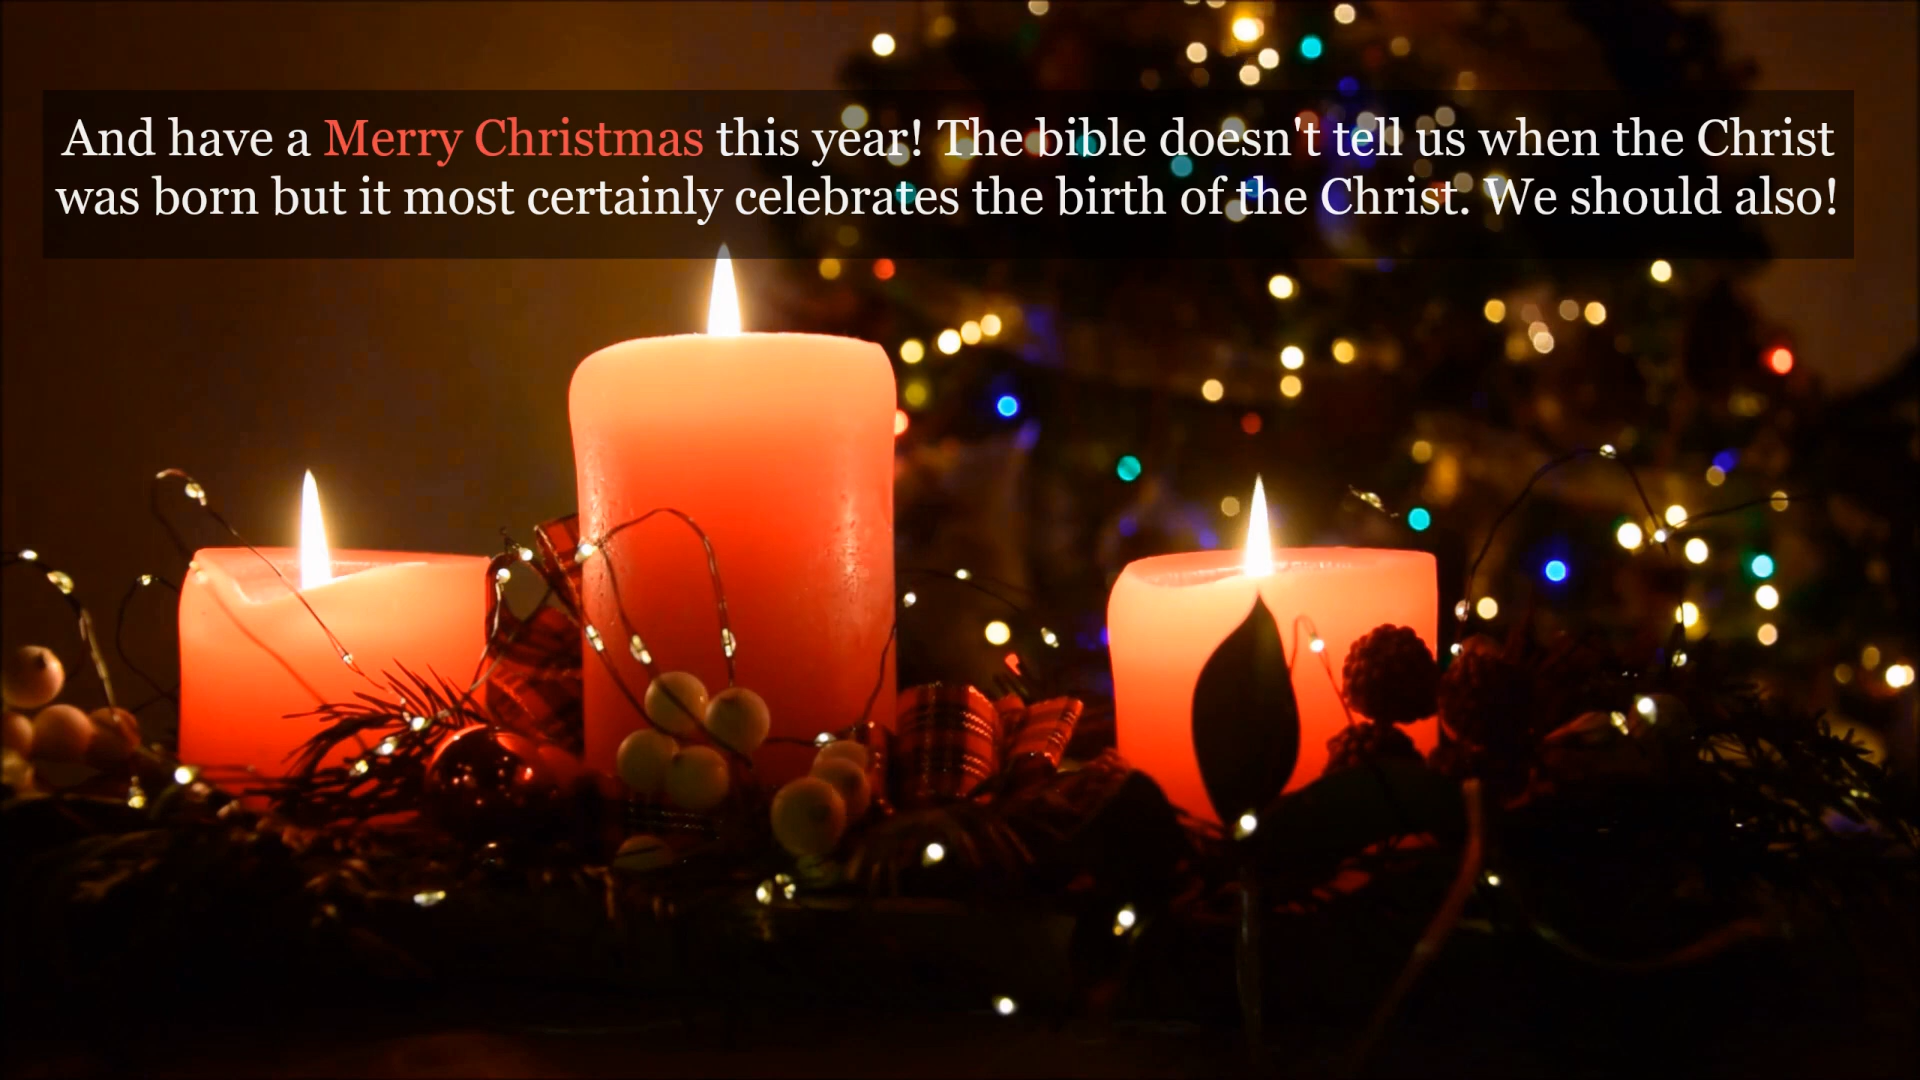 And have a Merry Christmas this year! The bible doesn't tell us when the Christ
was born but it most certainly celebrates the birth of the Christ. We should also!